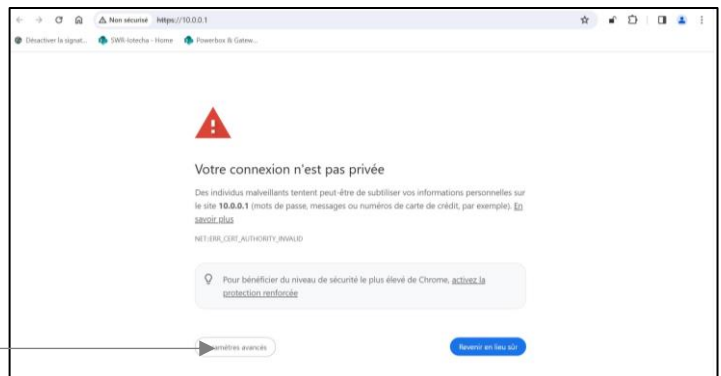 Non sécurisé https://10.0.0.1
Désactiver la signat... SWR-Iotecha - Home Powerbox & Gatew...
Votre connexion n'est pas privée
Des individus malveillants tentent peut-être de subtiliser vos informations personnelles sur
le site 10.0.0.1 (mots de passe, messages ou numéros de carte de crédit, par exemple). En
savoir plus
NET::ERR_CERT_AUTHORITY_INVALID
Pour bénéficier du niveau de sécurité le plus élevé de Chrome, activez la
protection renforcée
Paramètres avancés Revenir en lieu sûr